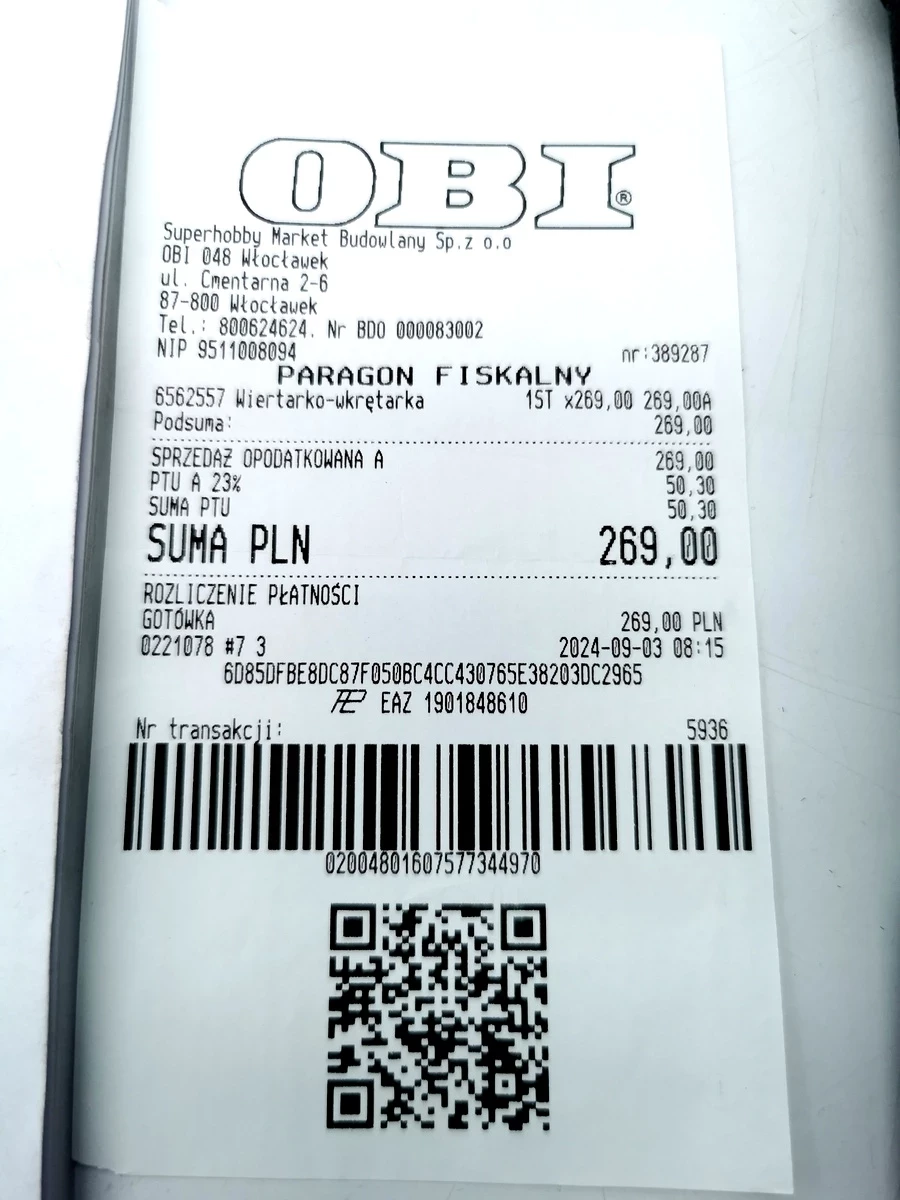 OBI®
Superhobby Market Budowlany Sp.z o.o
OBI 048 Włocławek
ul. Cmentarna 2-6
87-800 Włocławek
Tel.: 800624624. Nr BDO 000083002
NIP 9511008094 nr:389287
PARAGON FISKALNY
6562557 Wiertarko-wkrętarka 1ST x269,00 269,00A
Podsuma: 269,00
SPRZEDAŻ OPODATKOWANA A 269,00
PTU A 23% 50,30
SUMA PTU 50,30
SUMA PLN 269,00
ROZLICZENIE PŁATNOŚCI
GOTÓWKA 269,00 PLN
0221078 #7 3 2024-09-03 08:15
6D85DFBE8DC87F050BC4CC430765E38203DC2965
EAZ 1901848610
Nr transakcji: 5936
02004801607577344970